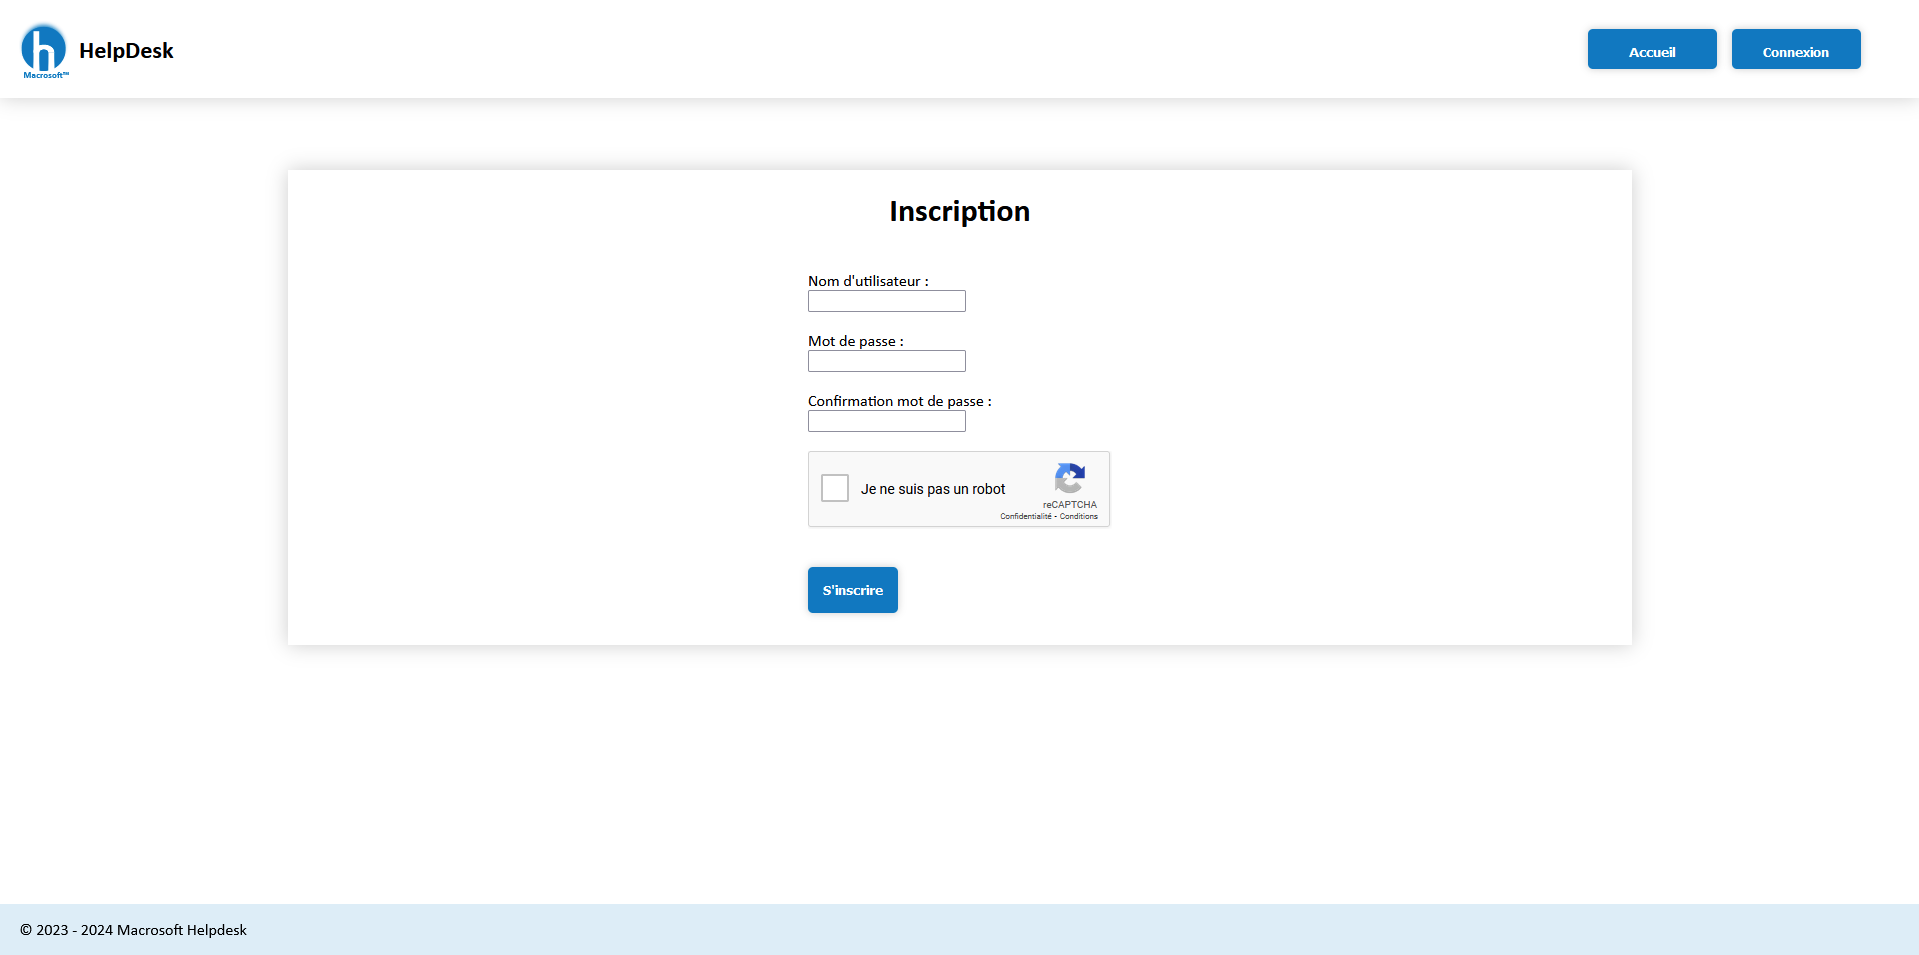 HelpDesk
Macrosoft™
Accueil
Connexion
Inscription
Nom d'utilisateur :
Mot de passe :
Confirmation mot de passe :
Je ne suis pas un robot
reCAPTCHA
Confidentialité - Conditions
S'inscrire
© 2023 - 2024 Macrosoft Helpdesk